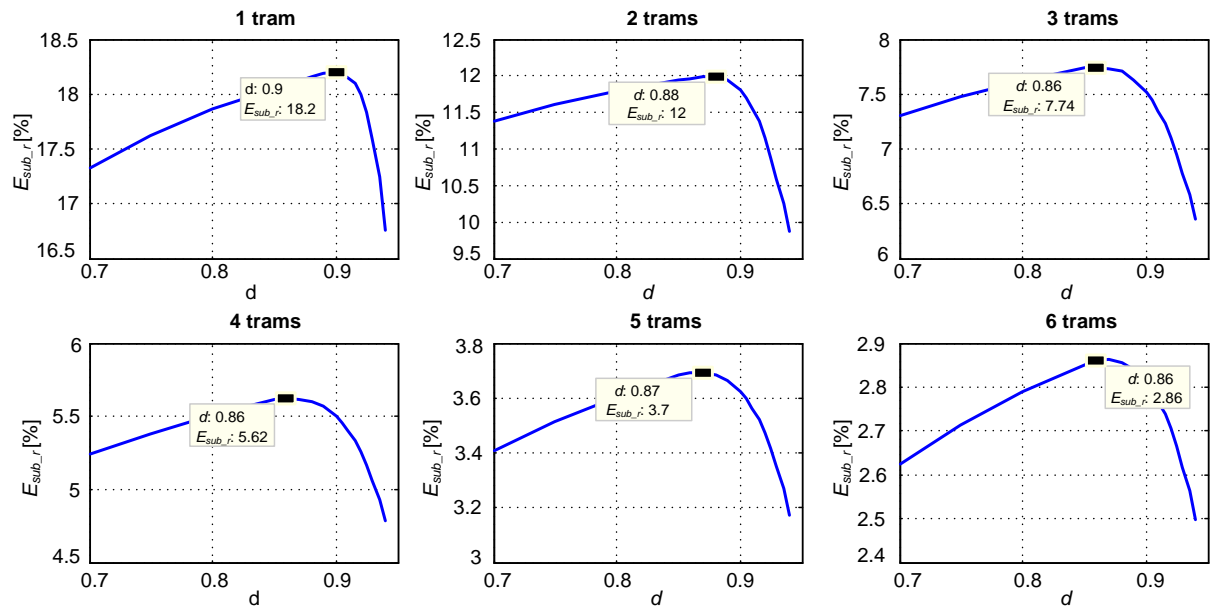 1 tram
2 trams
3 trams
18.5
18
17.5
17
16.5
E_sub_r [%]
d: 0.9
E_sub_r: 18.2
0.7
0.8
0.9
d
12.5
12
11.5
11
10.5
10
9.5
E_sub_r [%]
d: 0.88
E_sub_r: 12
0.7
0.8
0.9
d
8
7.5
7
6.5
6
E_sub_r [%]
d: 0.86
E_sub_r: 7.74
0.7
0.8
0.9
d
4 trams
5 trams
6 trams
6
5.5
5
4.5
E_sub_r [%]
d: 0.86
E_sub_r: 5.62
0.7
0.8
0.9
d
3.8
3.6
3.4
3.2
3
E_sub_r [%]
d: 0.87
E_sub_r: 3.7
0.7
0.8
0.9
d
2.9
2.8
2.7
2.6
2.5
2.4
E_sub_r [%]
d: 0.86
E_sub_r: 2.86
0.7
0.8
0.9
d